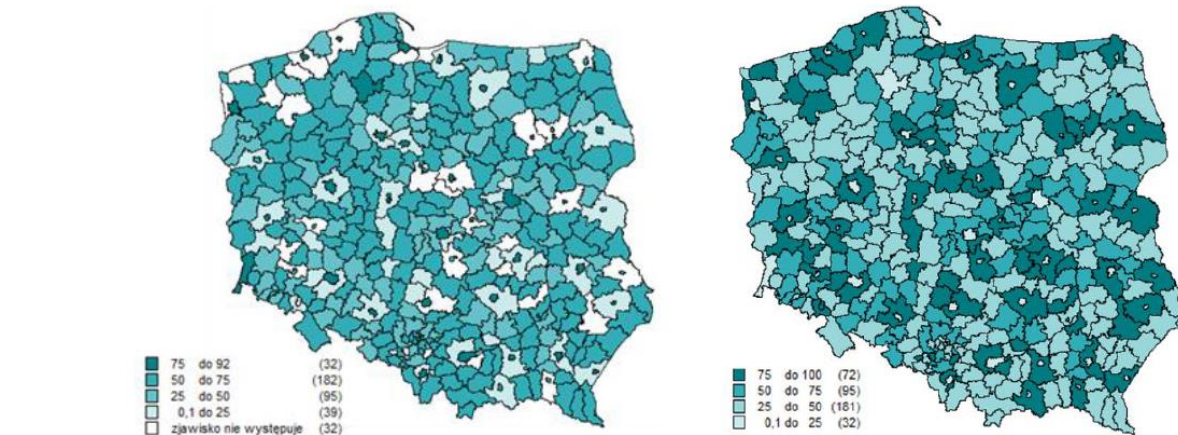 75 do 92 (32)
50 do 75 (182)
25 do 50 (95)
0,1 do 25 (39)
zjawisko nie występuje (32)
75 do 100 (72)
50 do 75 (95)
25 do 50 (181)
0,1 do 25 (32)